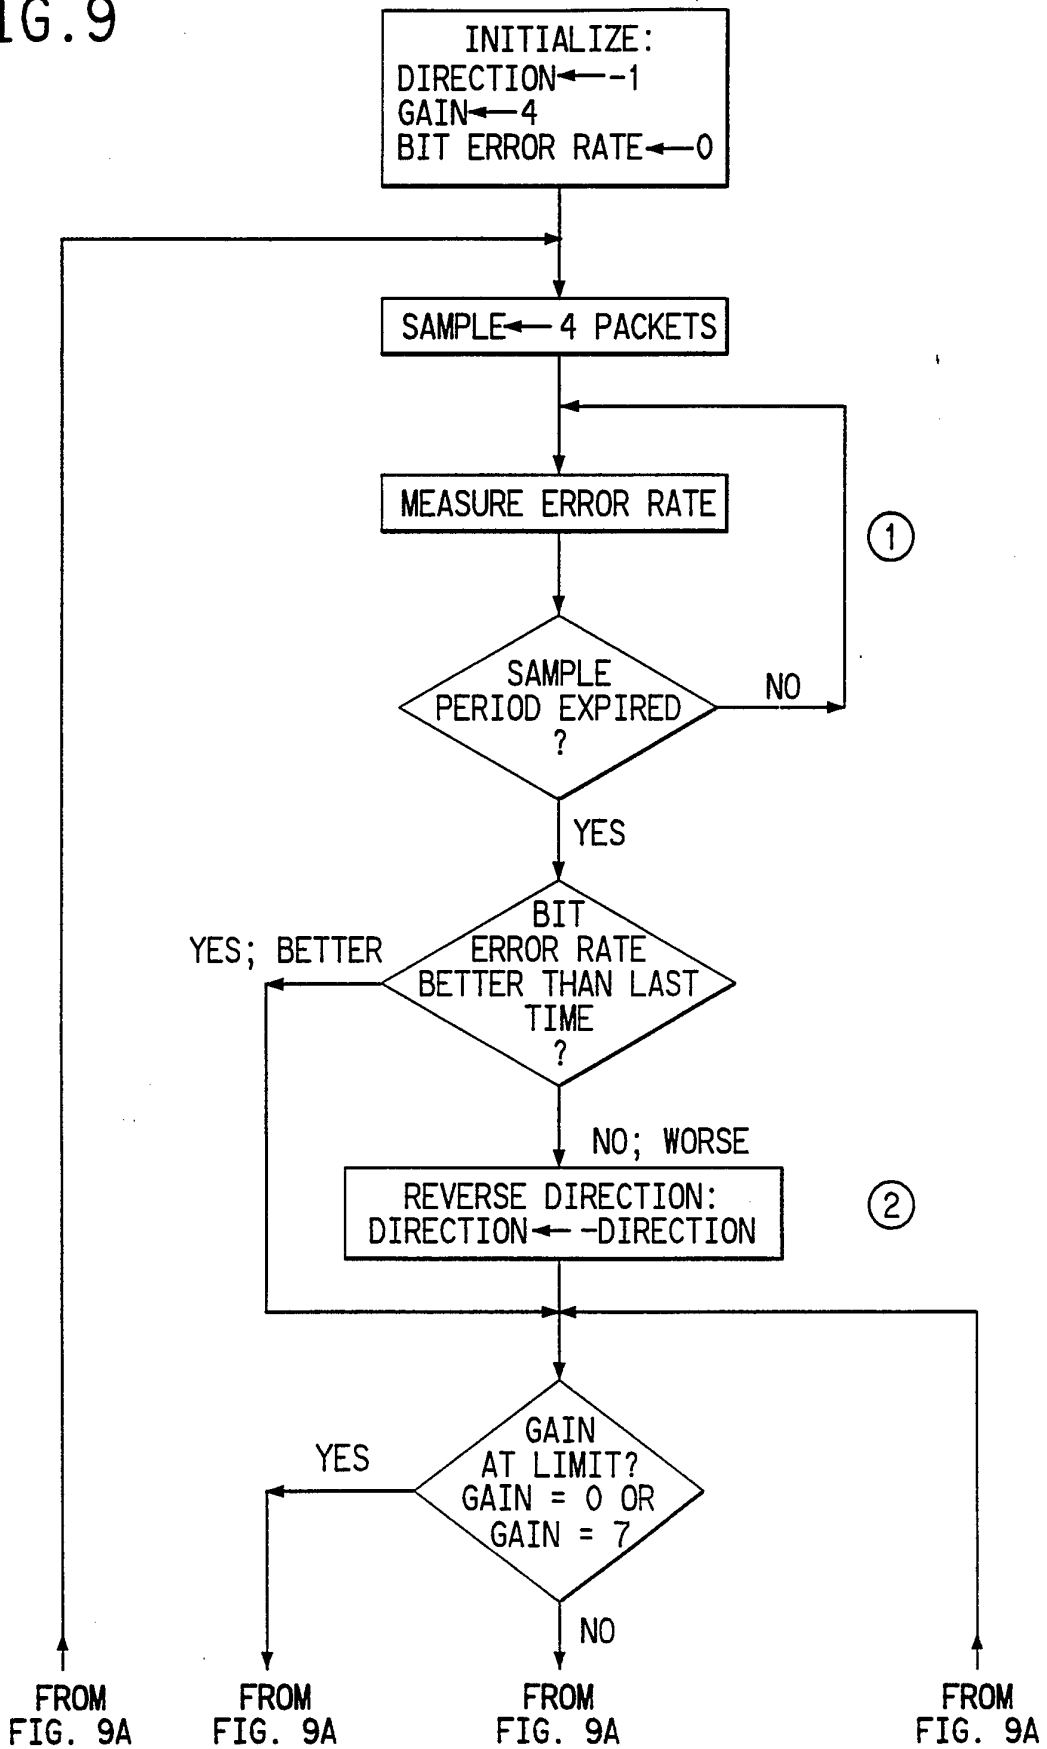 IG.9
INITIALIZE:
DIRECTION←-1
GAIN←4
BIT ERROR RATE←0
SAMPLE←4 PACKETS
MEASURE ERROR RATE
1
SAMPLE
PERIOD EXPIRED
?
NO
YES
BIT
ERROR RATE
BETTER THAN LAST
TIME
?
YES; BETTER
NO; WORSE
REVERSE DIRECTION:
DIRECTION←-DIRECTION
2
GAIN
AT LIMIT?
GAIN = 0 OR
GAIN = 7
YES
NO
FROM
FIG. 9A
FROM
FIG. 9A
FROM
FIG. 9A
FROM
FIG. 9A